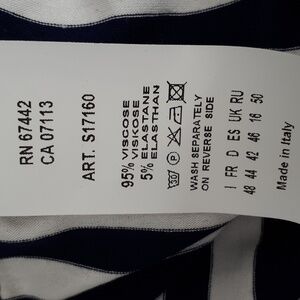 RN 67442
CA 07113
ART. S17160
95% VISCOSE
VISKOSE
5% ELASTANE
ELASTHAN
30 P
WASH SEPARATELY
ON REVERSE SIDE
I FR D ES UK RU
48 44 42 46 16 50
Made in Italy